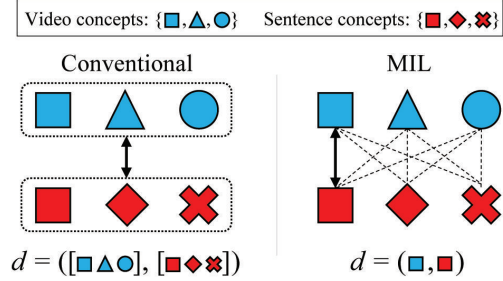 Video concepts: {■,▲,●} Sentence concepts: {■,◆,✖}
Conventional
MIL
d = ([■▲●], [■◆✖])
d = (■,■)